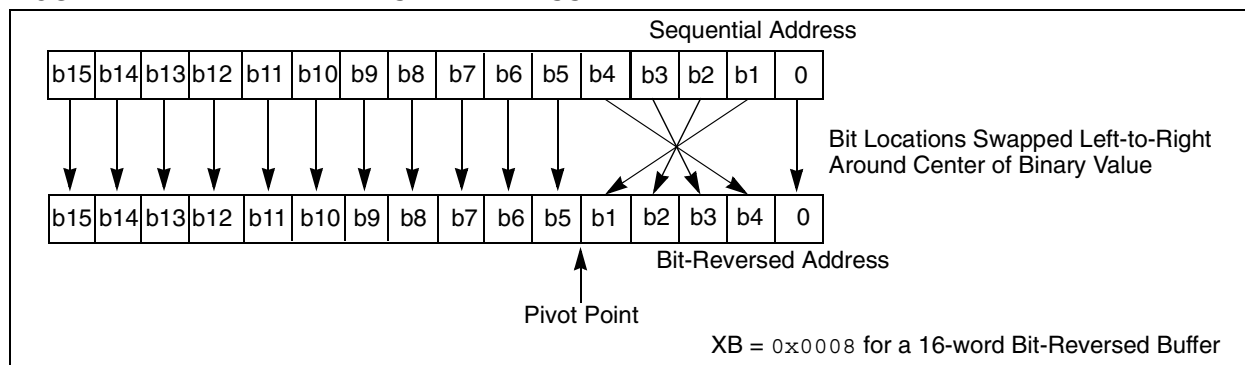 Sequential Address
b15 b14 b13 b12 b11 b10 b9 b8 b7 b6 b5 b4 b3 b2 b1 0
Bit Locations Swapped Left-to-Right
Around Center of Binary Value
b15 b14 b13 b12 b11 b10 b9 b8 b7 b6 b5 b1 b2 b3 b4 0
Bit-Reversed Address
Pivot Point
XB = 0x0008 for a 16-word Bit-Reversed Buffer